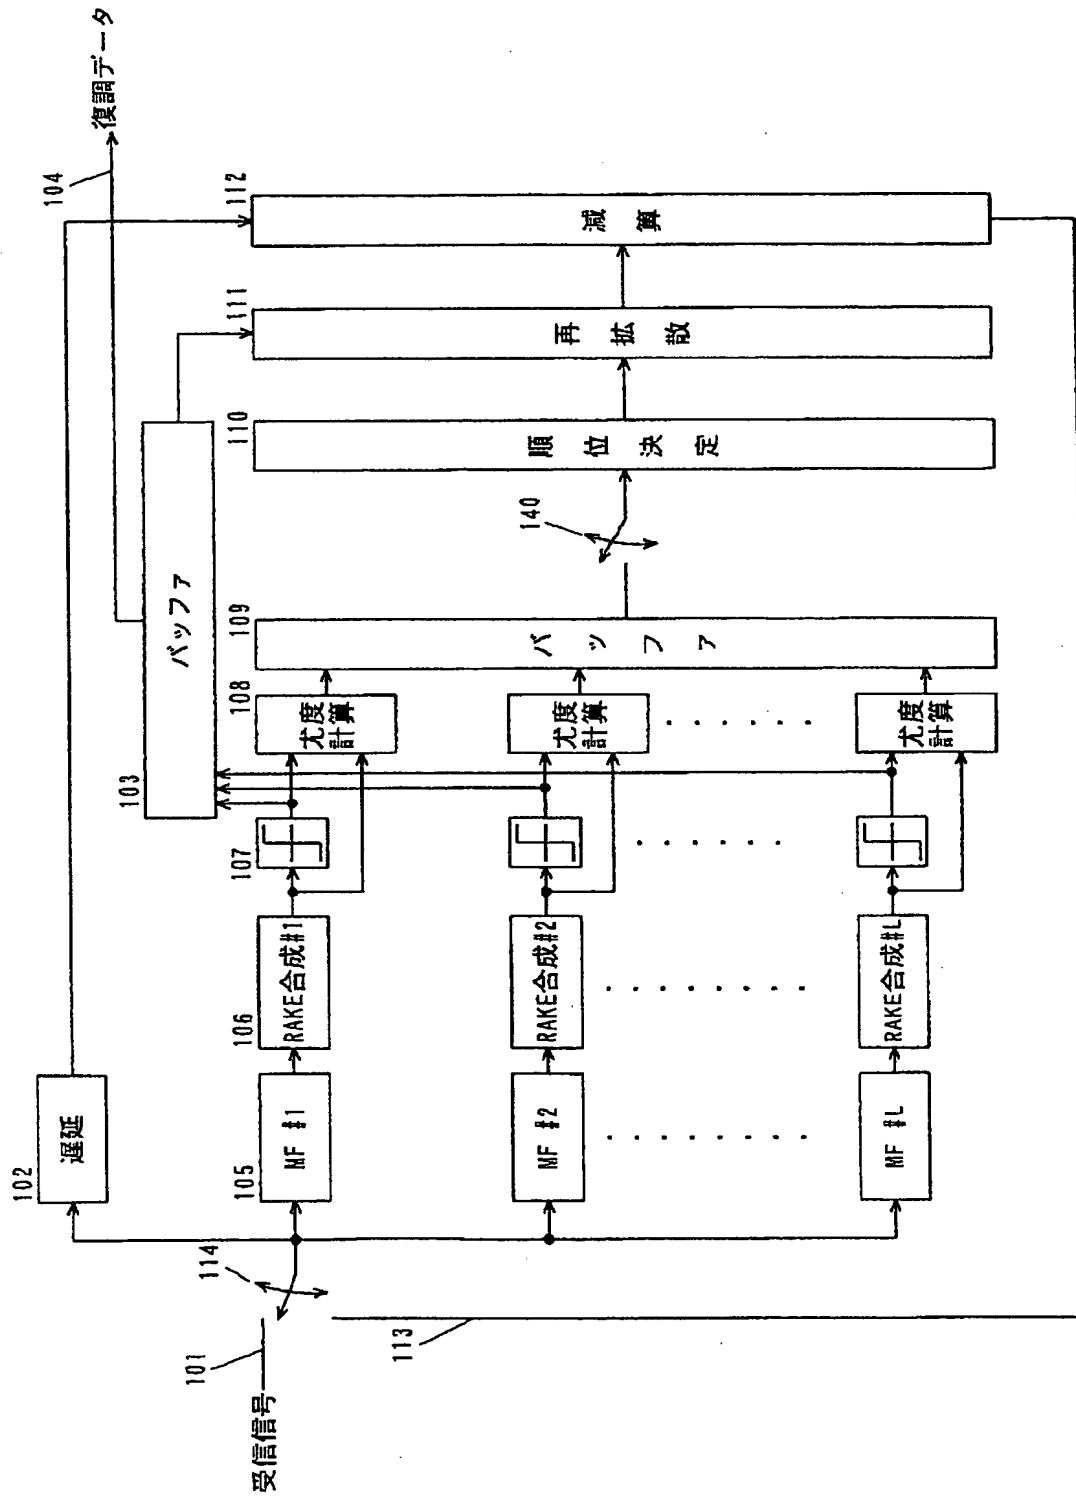 受信信号
101
114
113
102
遅延
105
MF #1
MF #2
MF #L
106
RAKE合成#1
RAKE合成#2
RAKE合成#L
107
103
バッファ
108
尤度
計算
尤度
計算
尤度
計算
109
バッファ
140
110
順位決定
111
再拡散
112
減算
104
復調データ